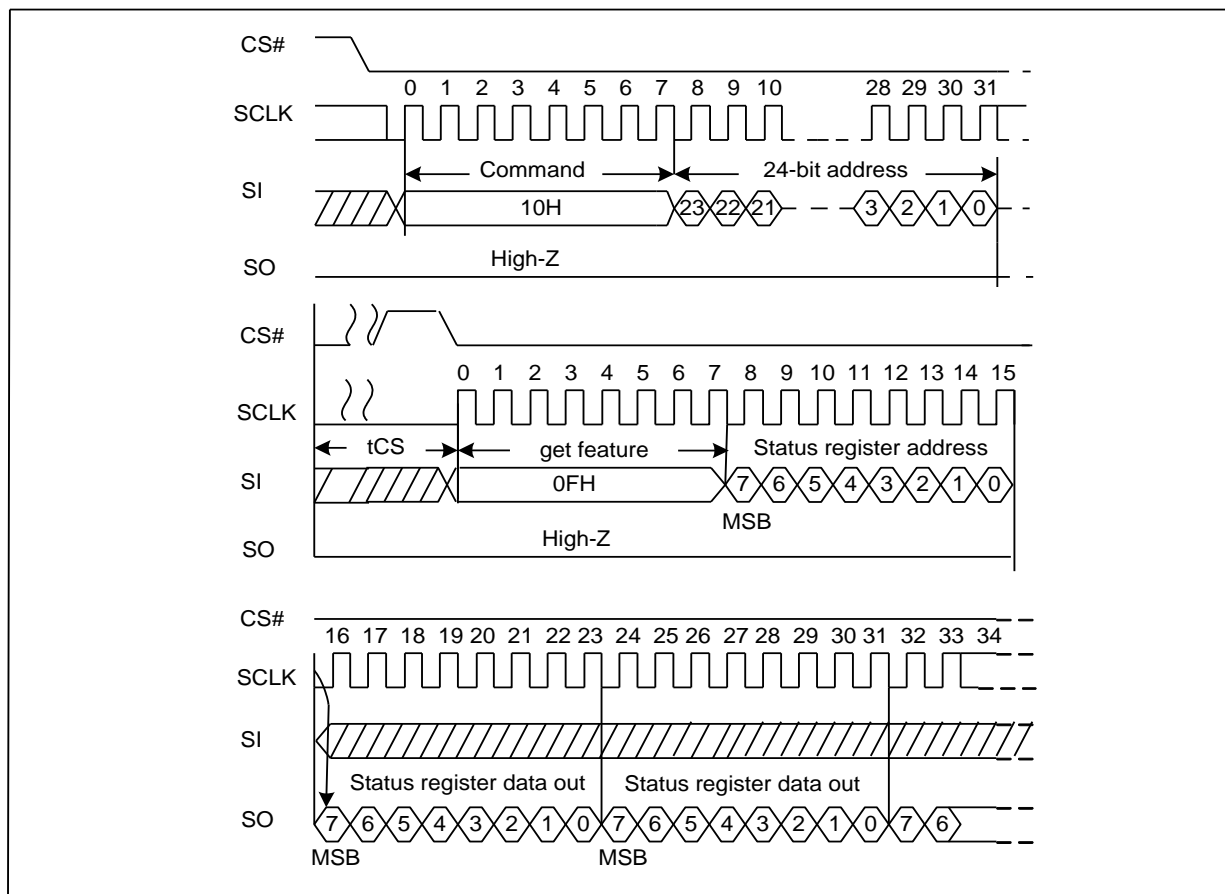 CS#
0 1 2 3 4 5 6 7 8 9 10 28 29 30 31
SCLK
Command 24-bit address
SI
10H 23 22 21 3 2 1 0
High-Z
SO
CS#
0 1 2 3 4 5 6 7 8 9 10 11 12 13 14 15
SCLK
tCS get feature Status register address
SI
0FH 7 6 5 4 3 2 1 0
MSB
High-Z
SO
CS#
16 17 18 19 20 21 22 23 24 25 26 27 28 29 30 31 32 33 34
SCLK
SI
Status register data out Status register data out
SO
7 6 5 4 3 2 1 0 7 6 5 4 3 2 1 0 7 6
MSB MSB